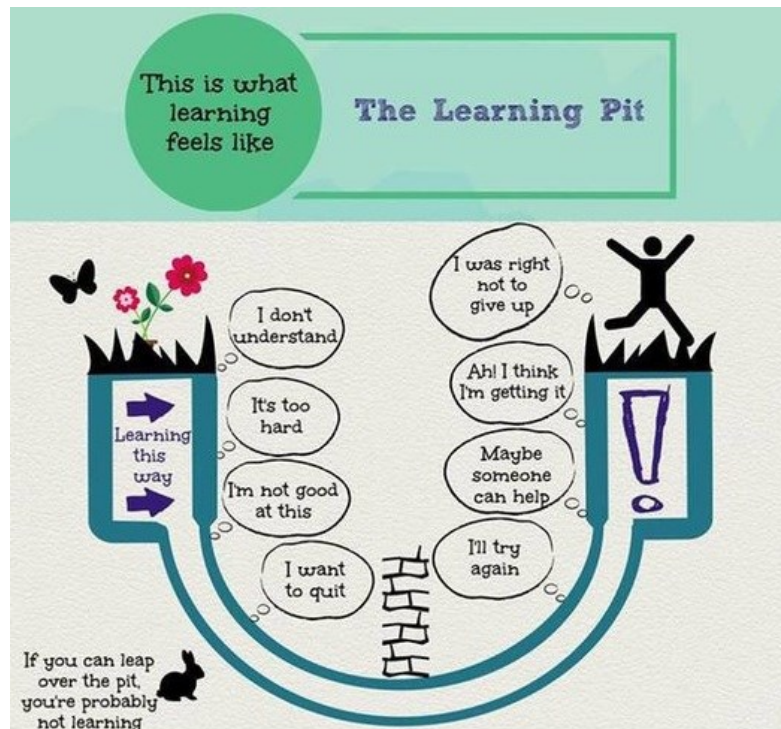 This is what
learning
feels like
The Learning Pit
I don't
understand
It's too
hard
I'm not good
at this
I want
to quit
Learning
this
way
I was right
not to
give up
Ah! I think
I'm getting it
Maybe
someone
can help
I'll try
again
!
If you can leap
over the pit,
you're probably
not learning